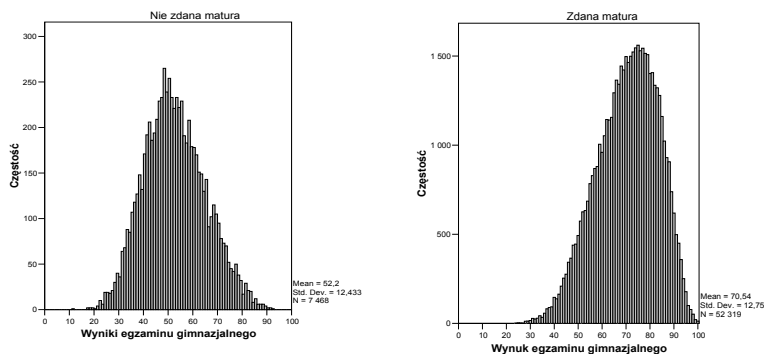 Nie zdana matura
300
250
200
150
100
50
0
Częstość
0 10 20 30 40 50 60 70 80 90 100
Wyniki egzaminu gimnazjalnego
Mean = 52,2
Std. Dev. = 12,433
N = 7 468
Zdana matura
1 500
1 000
500
0
Częstość
0 10 20 30 40 50 60 70 80 90 100
Wynuk egzaminu gimnazjalnego
Mean = 70,54
Std. Dev. = 12,75
N = 52 319